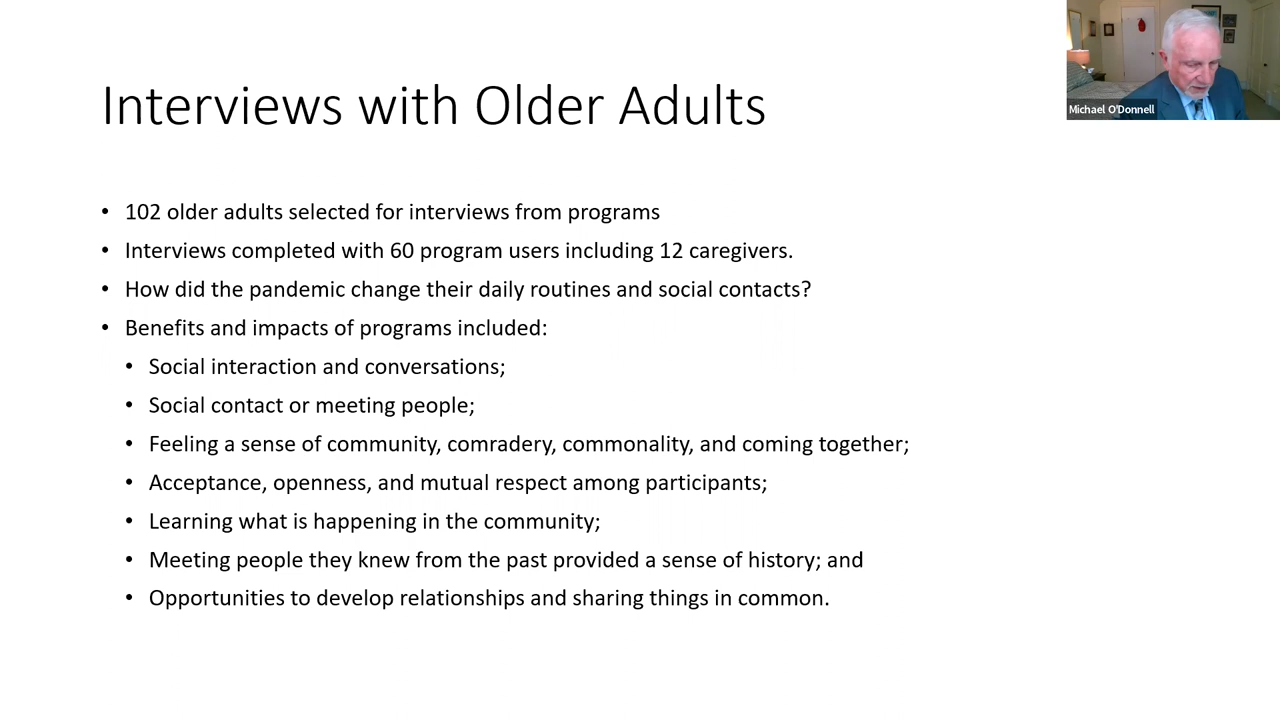 Interviews with Older Adults
Michael O'Donnell
• 102 older adults selected for interviews from programs
• Interviews completed with 60 program users including 12 caregivers.
• How did the pandemic change their daily routines and social contacts?
• Benefits and impacts of programs included:
• Social interaction and conversations;
• Social contact or meeting people;
• Feeling a sense of community, comradery, commonality, and coming together;
• Acceptance, openness, and mutual respect among participants;
• Learning what is happening in the community;
• Meeting people they knew from the past provided a sense of history; and
• Opportunities to develop relationships and sharing things in common.